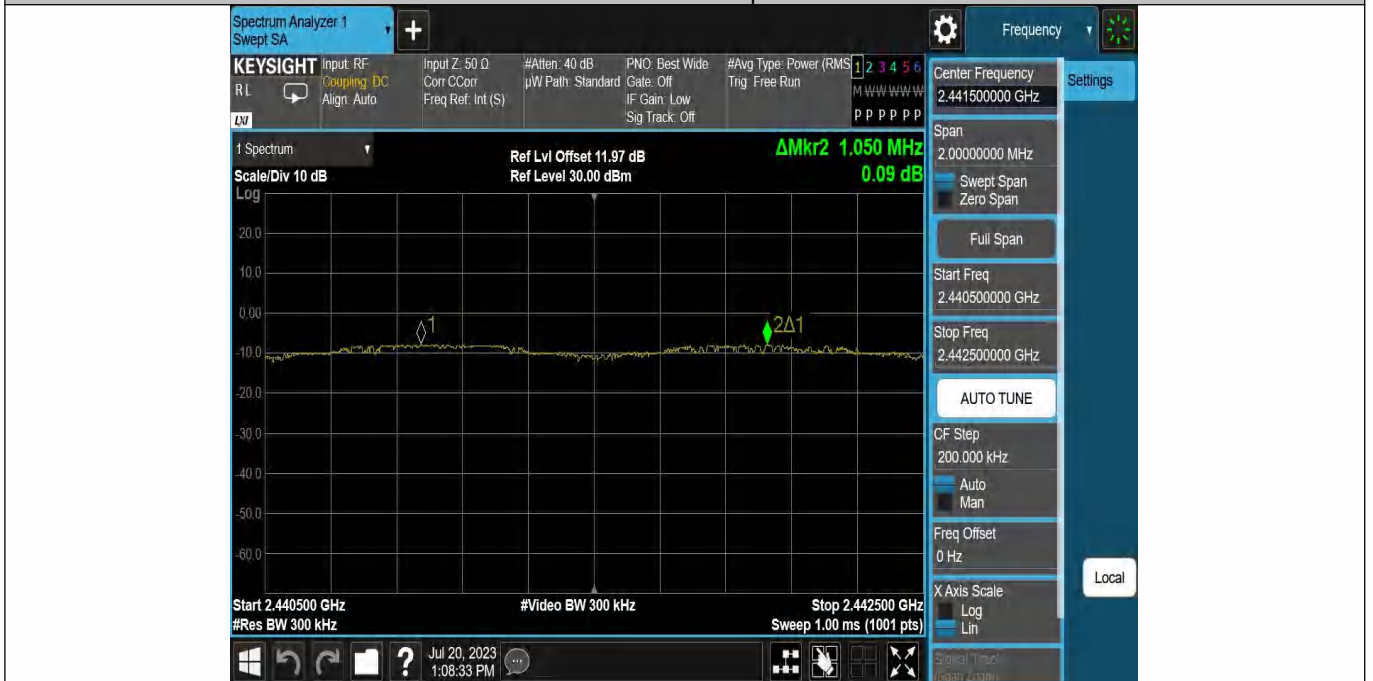 Spectrum Analyzer 1
Swept SA
+
Frequency
KEYSIGHT
R L
LXI
Input: RF
Coupling: DC
Align: Auto
Input Z: 50 Ω
Corr CCorr
Freq Ref: Int (S)
#Atten: 40 dB
µW Path: Standard
PNO: Best Wide
Gate: Off
IF Gain: Low
Sig Track: Off
#Avg Type: Power (RMS
Trig: Free Run
1 2 3 4 5 6
M W W W W W
P P P P P P
Center Frequency
2.441500000 GHz
Settings
Span
2.00000000 MHz
Swept Span
Zero Span
Full Span
Start Freq
2.440500000 GHz
Stop Freq
2.442500000 GHz
AUTO TUNE
CF Step
200.000 kHz
Auto
Man
Freq Offset
0 Hz
X Axis Scale
Log
Lin
Local
1 Spectrum
Scale/Div 10 dB
Ref Lvl Offset 11.97 dB
Ref Level 30.00 dBm
ΔMkr2 1.050 MHz
0.09 dB
Log
20.0
10.0
0.00
-10.0
-20.0
-30.0
-40.0
-50.0
-60.0
1
2Δ1
Start 2.440500 GHz
#Res BW 300 kHz
#Video BW 300 kHz
Stop 2.442500 GHz
Sweep 1.00 ms (1001 pts)
?
Jul 20, 2023
1:08:33 PM